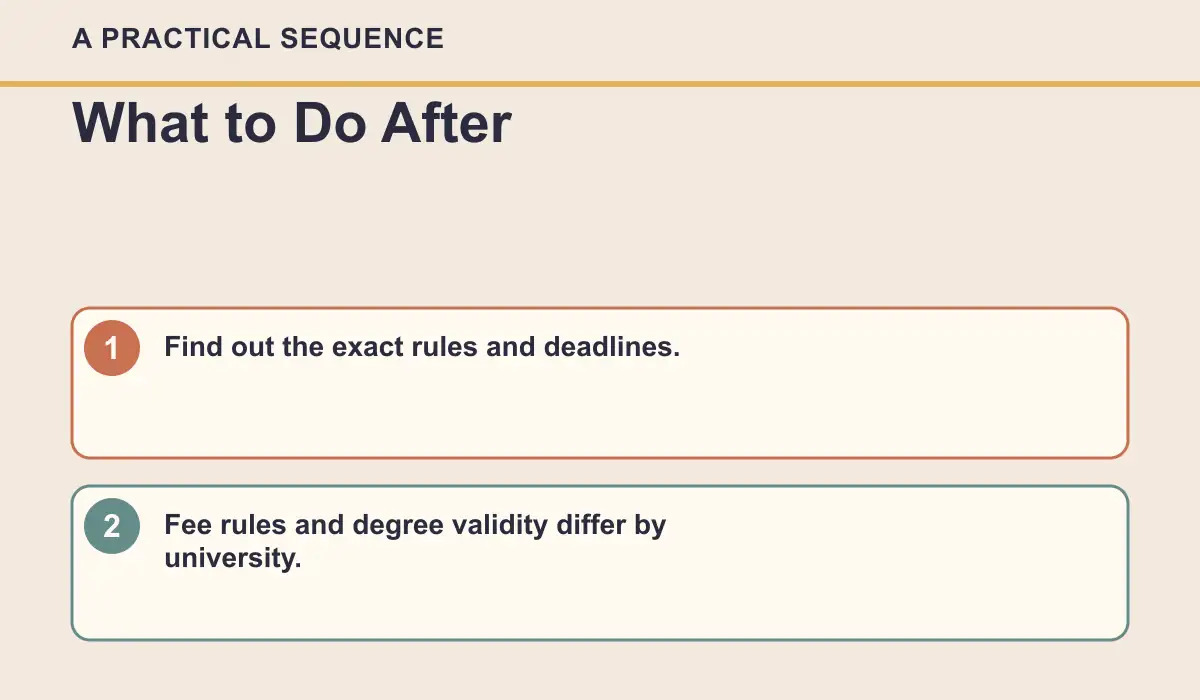 A PRACTICAL SEQUENCE
What to Do After
1
Find out the exact rules and deadlines.
2
Fee rules and degree validity differ by
university.